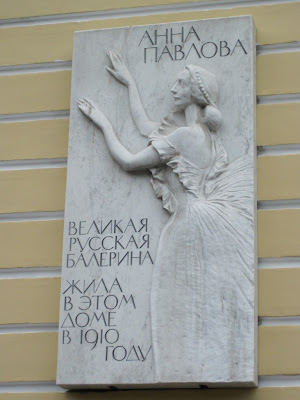 АННА
ПАВЛОВА
ВЕЛИКАЯ
РУССКАЯ
БАЛЕРИНА
ЖИЛА
В ЭТОМ
ДОМЕ
В 1910
ГОДУ